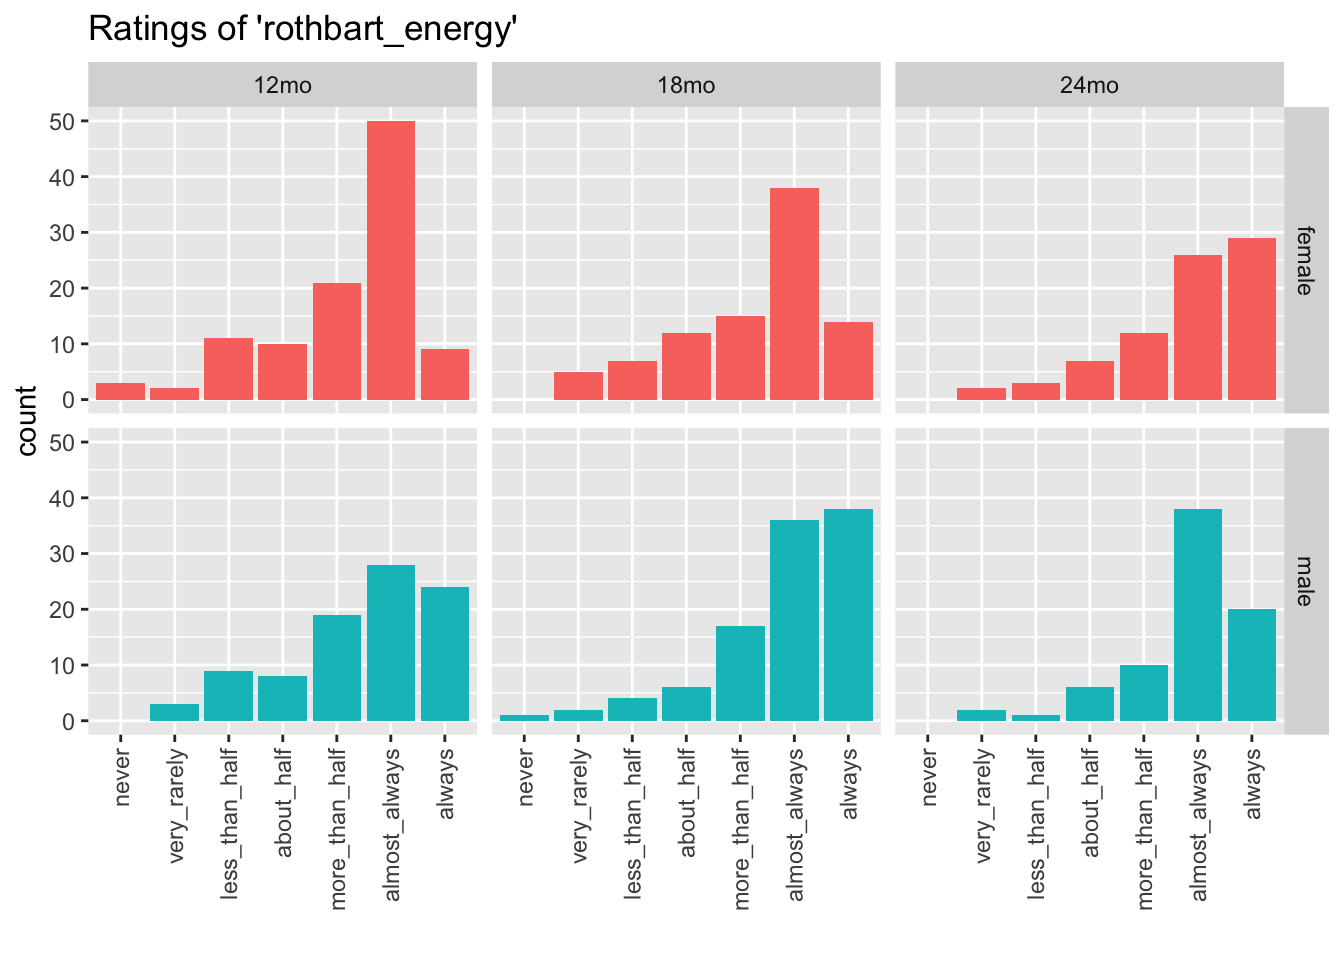 Ratings of 'rothbart_energy'
12mo 18mo 24mo
50
40
30
20
10
0
female
count
50
40
30
20
10
0
male
never very_rarely less_than_half about_half more_than_half almost_always always never very_rarely less_than_half about_half more_than_half almost_always always never very_rarely less_than_half about_half more_than_half almost_always always